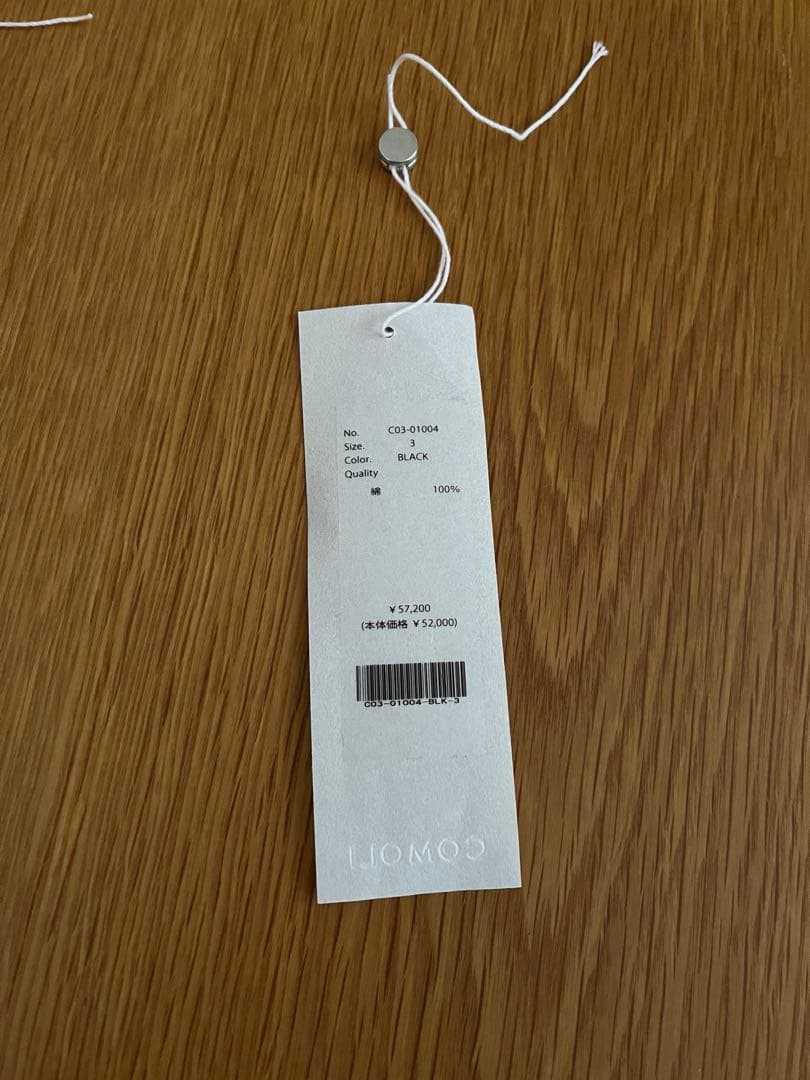 No. C03-01004
Size. 3
Color. BLACK
Quality
綿 100%
¥57,200
(本体価格 ¥52,000)
C03-01004-BLK-3
COMOLI